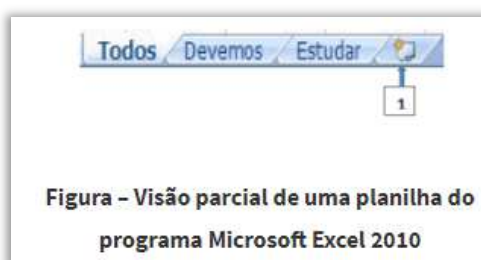 Todos Devemos Estudar
1
Figura – Visão parcial de uma planilha do
programa Microsoft Excel 2010